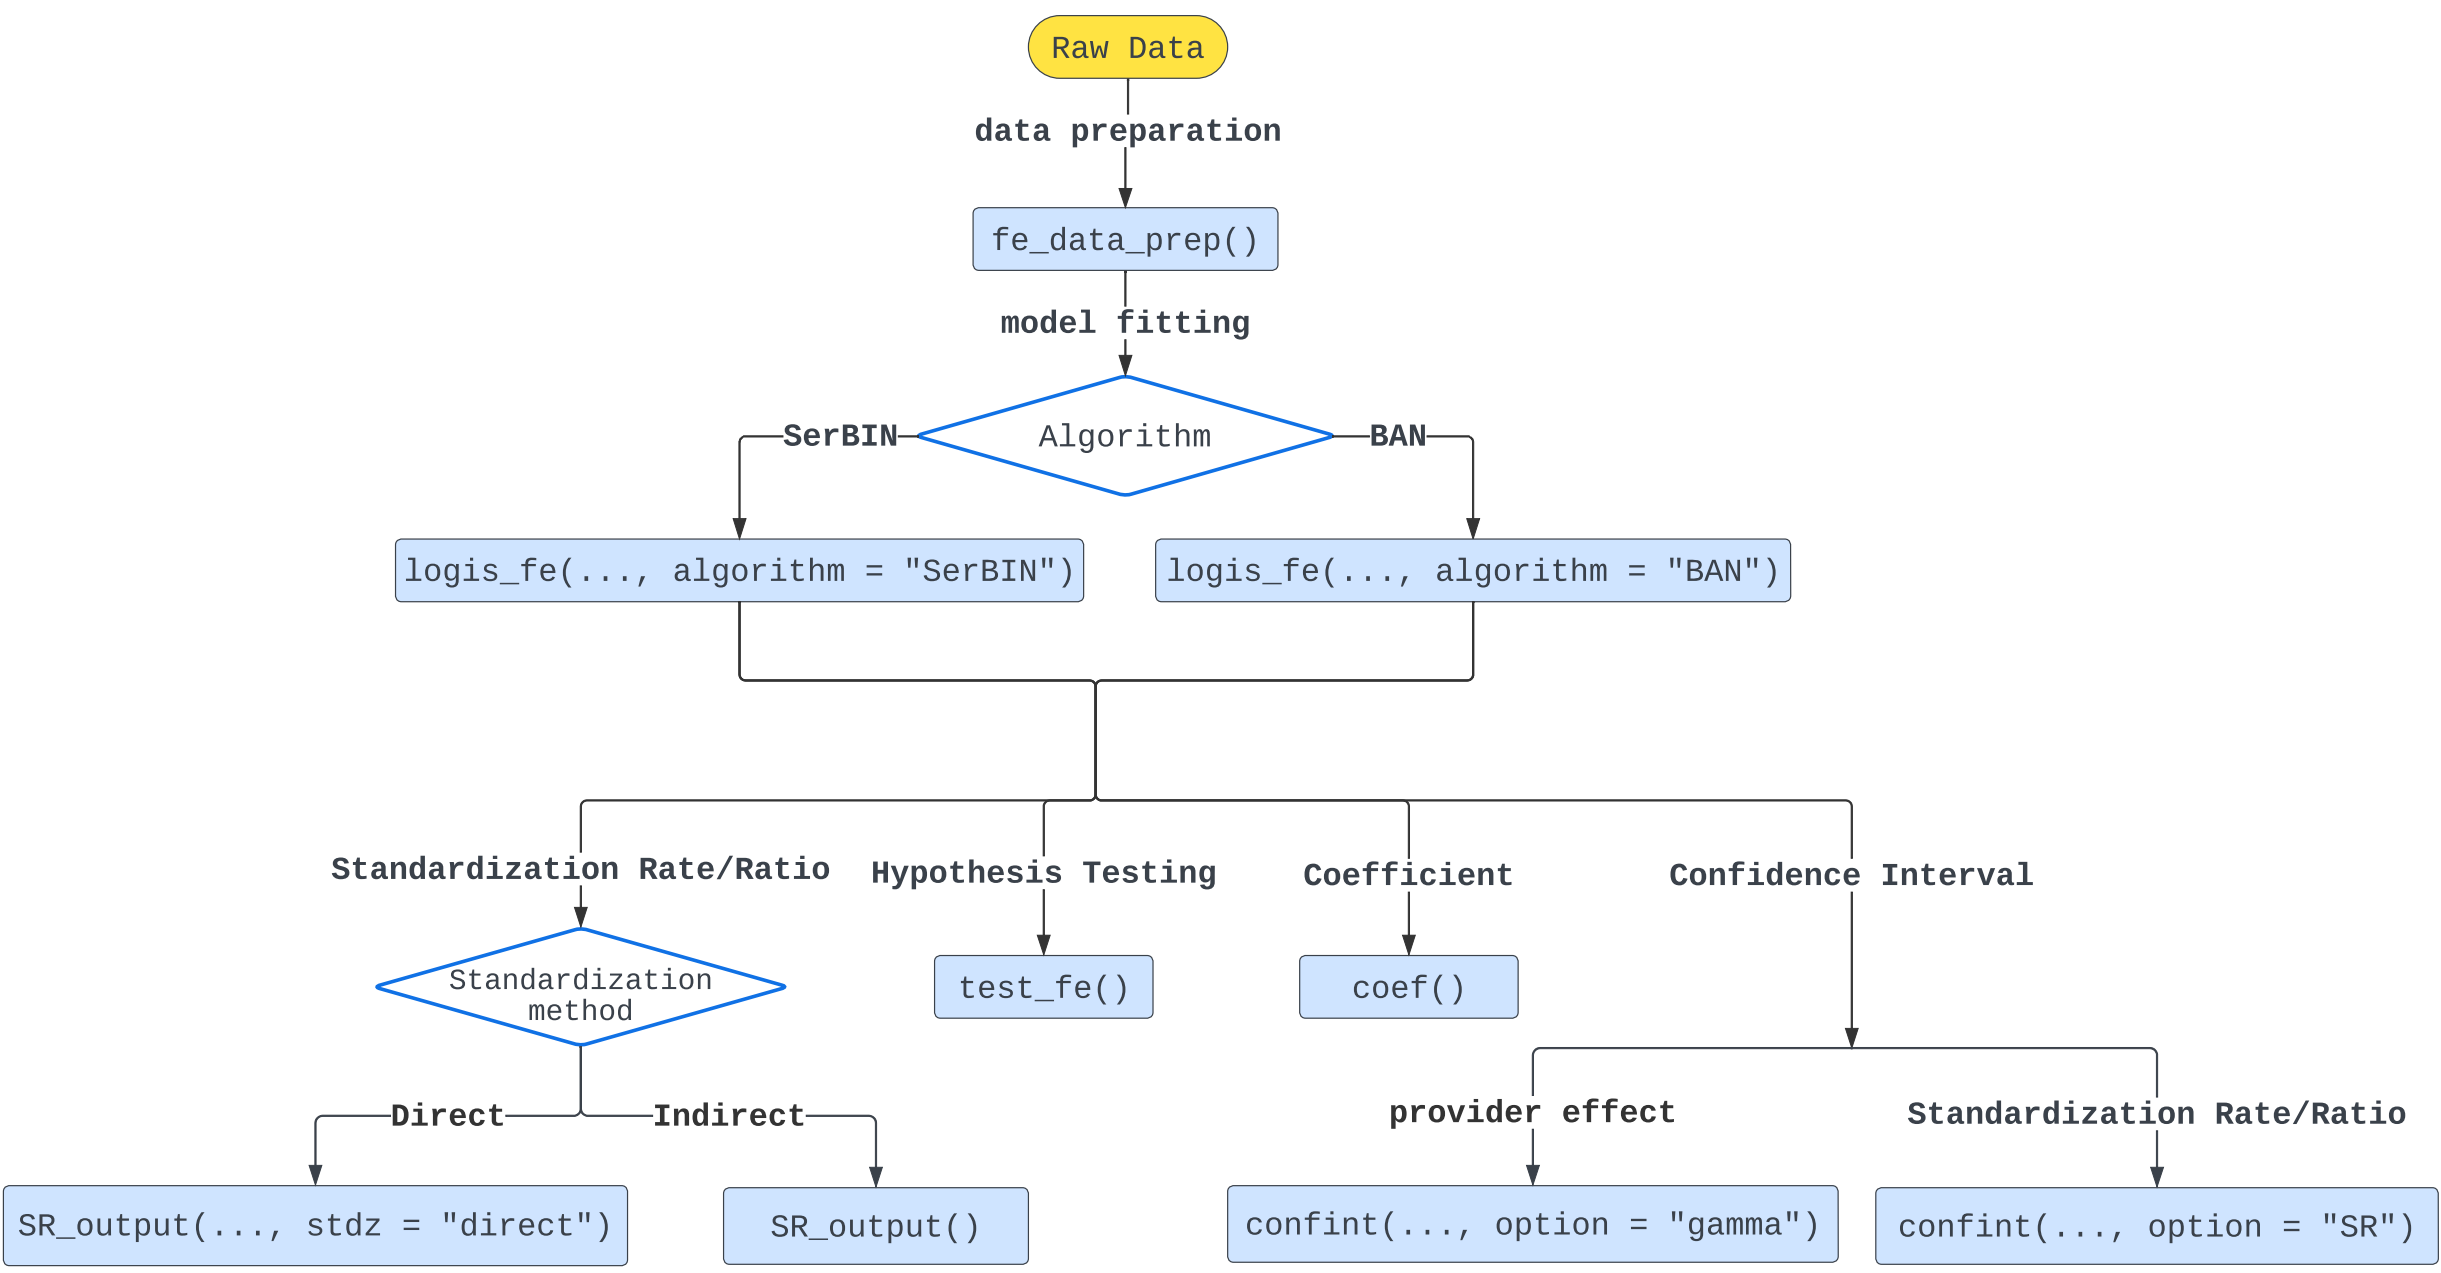 Raw Data
data preparation
fe_data_prep()
model fitting
Algorithm
SerBIN
BAN
logis_fe(..., algorithm = "SerBIN")
logis_fe(..., algorithm = "BAN")
Standardization Rate/Ratio
Hypothesis Testing
Coefficient
Confidence Interval
Standardization
method
test_fe()
coef()
Direct
Indirect
provider effect
Standardization Rate/Ratio
SR_output(..., stdz = "direct")
SR_output()
confint(..., option = "gamma")
confint(..., option = "SR")